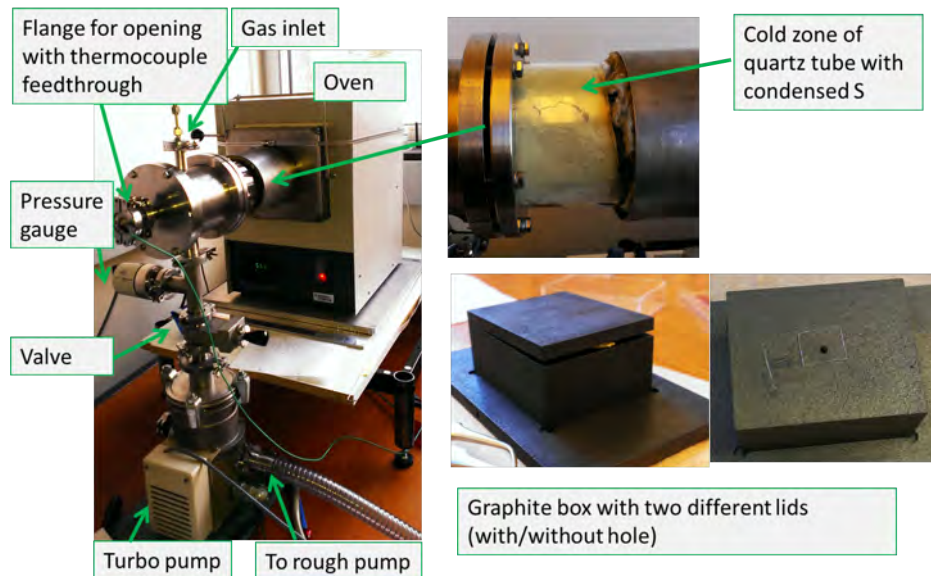 Flange for opening
with thermocouple
feedthrough
Gas inlet
Oven
Cold zone of
quartz tube with
condensed S
Pressure
gauge
Valve
Graphite box with two different lids
(with/without hole)
Turbo pump
To rough pump